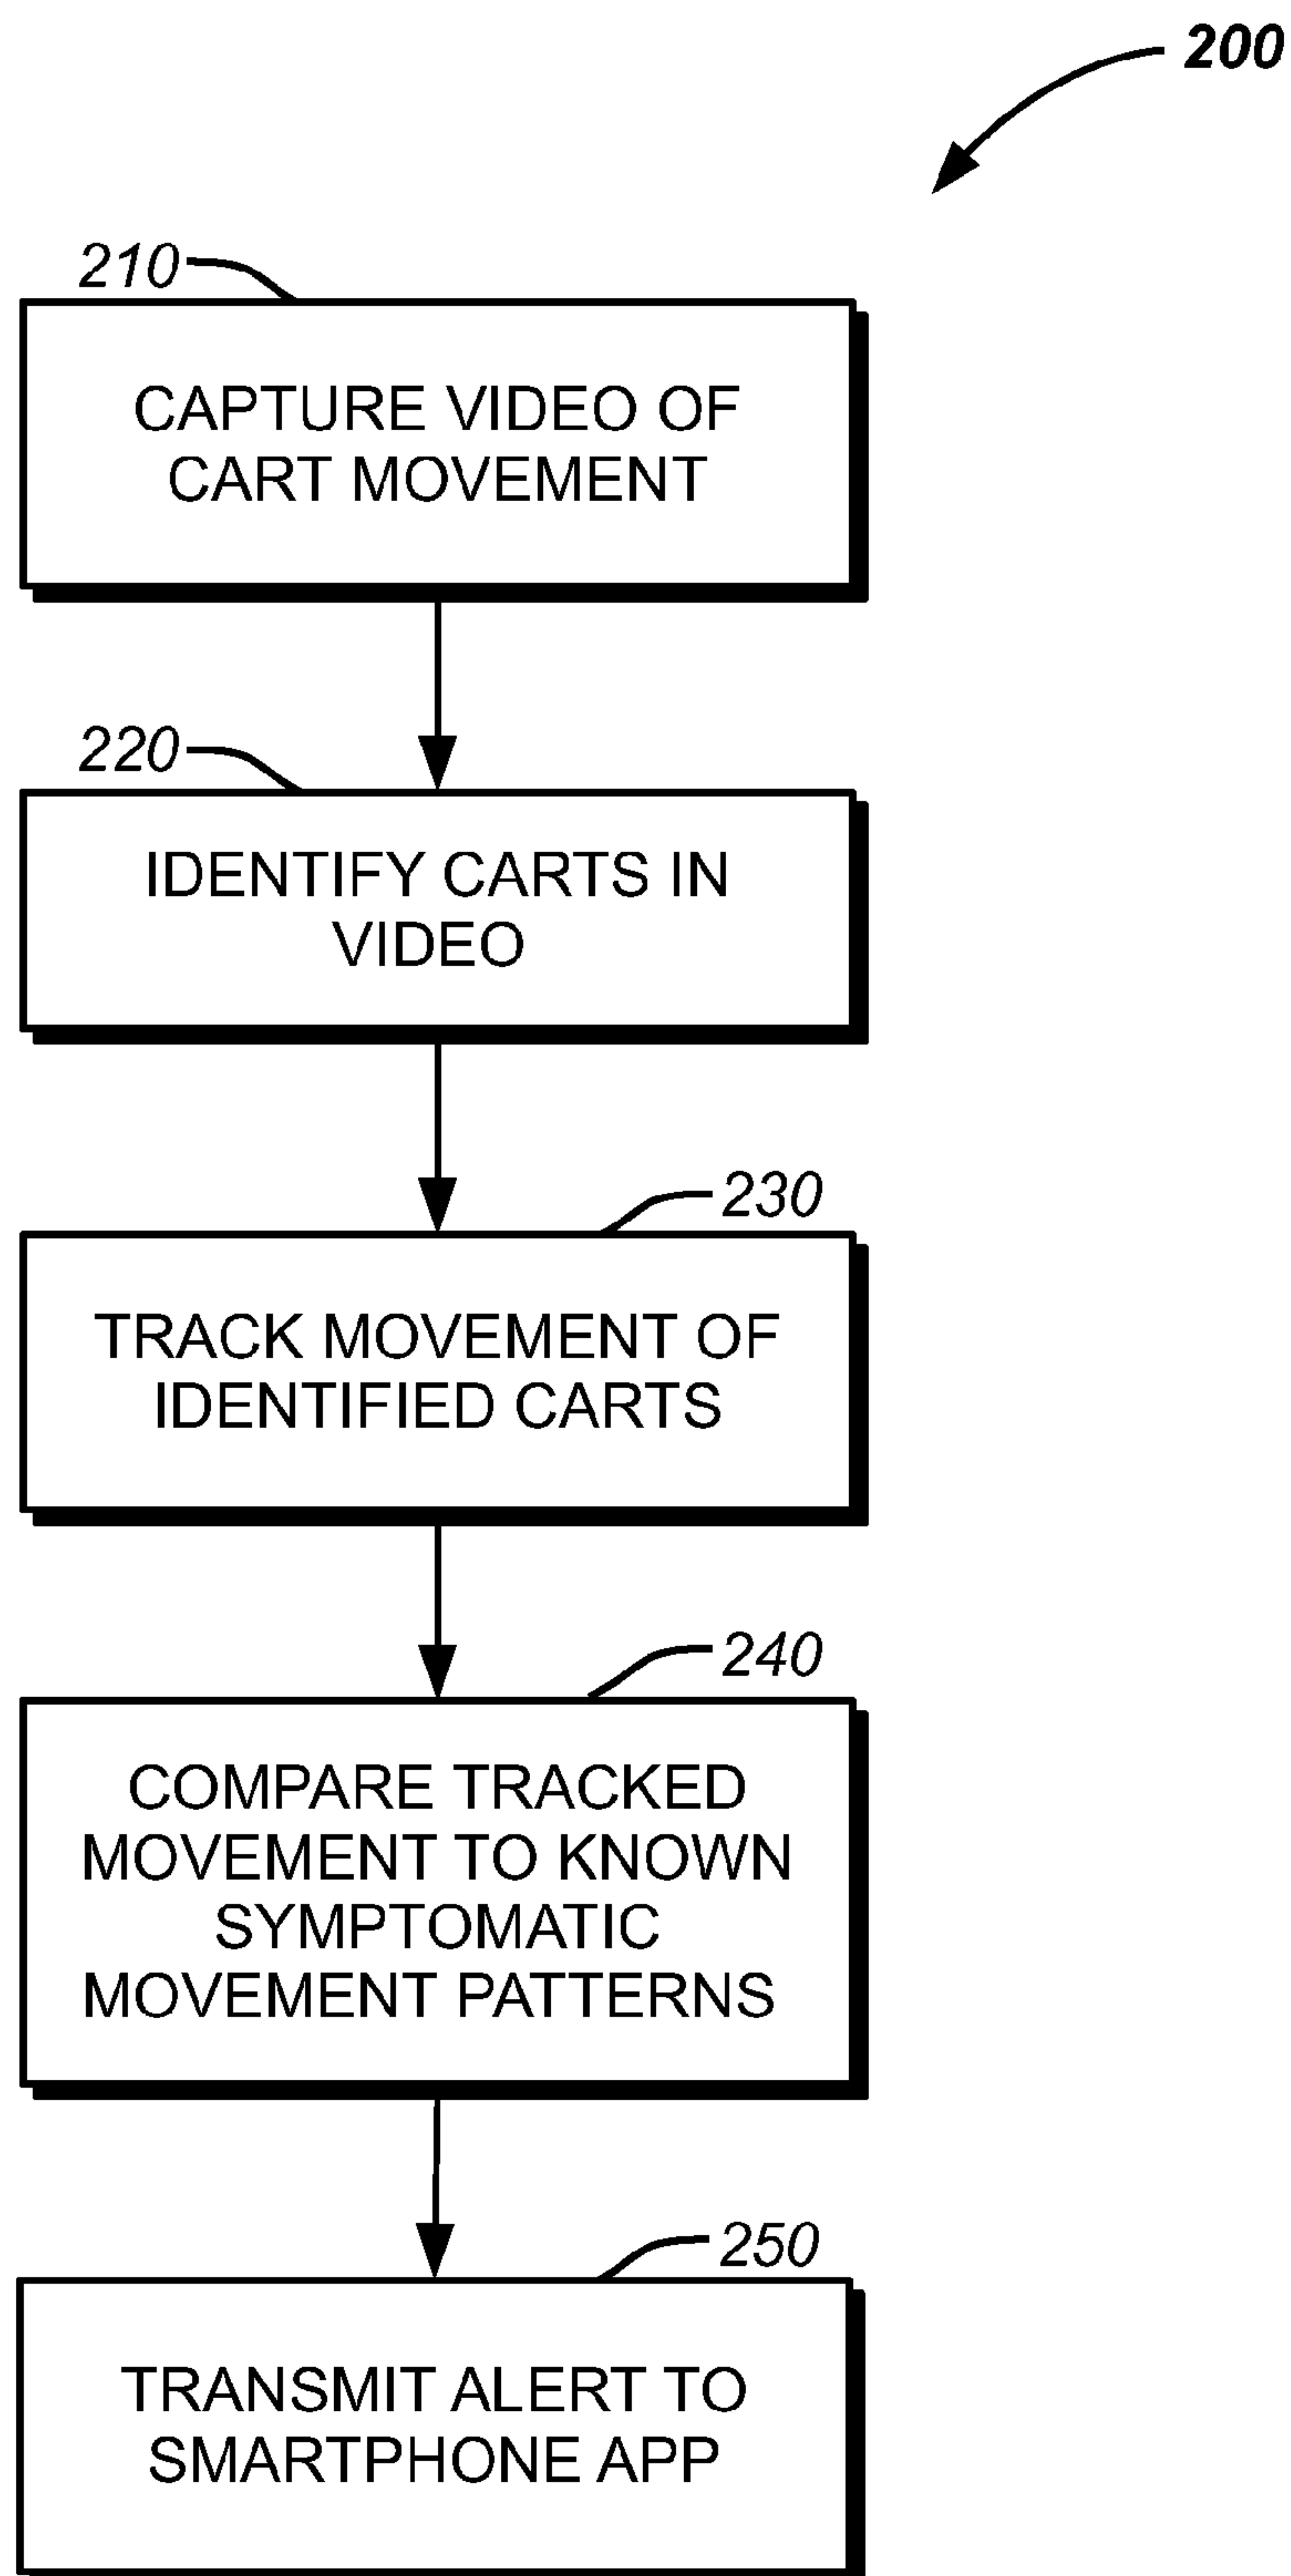 200
210
CAPTURE VIDEO OF
CART MOVEMENT
220
IDENTIFY CARTS IN
VIDEO
230
TRACK MOVEMENT OF
IDENTIFIED CARTS
240
COMPARE TRACKED
MOVEMENT TO KNOWN
SYMPTOMATIC
MOVEMENT PATTERNS
250
TRANSMIT ALERT TO
SMARTPHONE APP